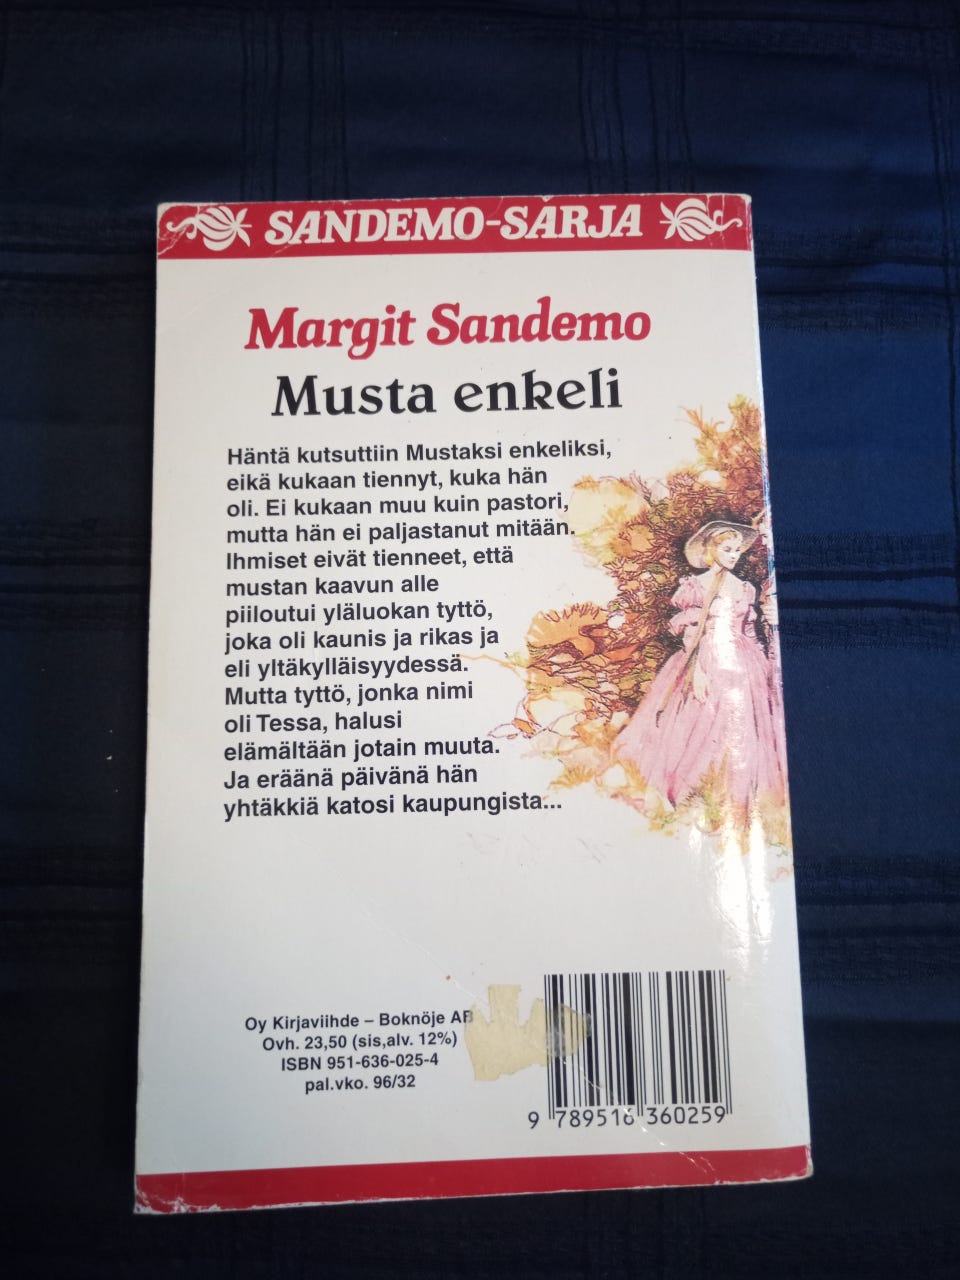 SANDEMO-SARJA
Margit Sandemo
Musta enkeli
Häntä kutsuttiin Mustaksi enkeliksi,
eikä kukaan tiennyt, kuka hän
oli. Ei kukaan muu kuin pastori,
mutta hän ei paljastanut mitään.
Ihmiset eivät tienneet, että
mustan kaavun alle
piiloutui yläluokan tyttö,
joka oli kaunis ja rikas ja
eli yltäkylläisyydessä.
Mutta tyttö, jonka nimi
oli Tessa, halusi
elämältään jotain muuta.
Ja eräänä päivänä hän
yhtäkkiä katosi kaupungista...
Oy Kirjaviihde – Boknöje AB
Ovh. 23,50 (sis,alv. 12%)
ISBN 951-636-025-4
pal.vko. 96/32
9 789516 360259